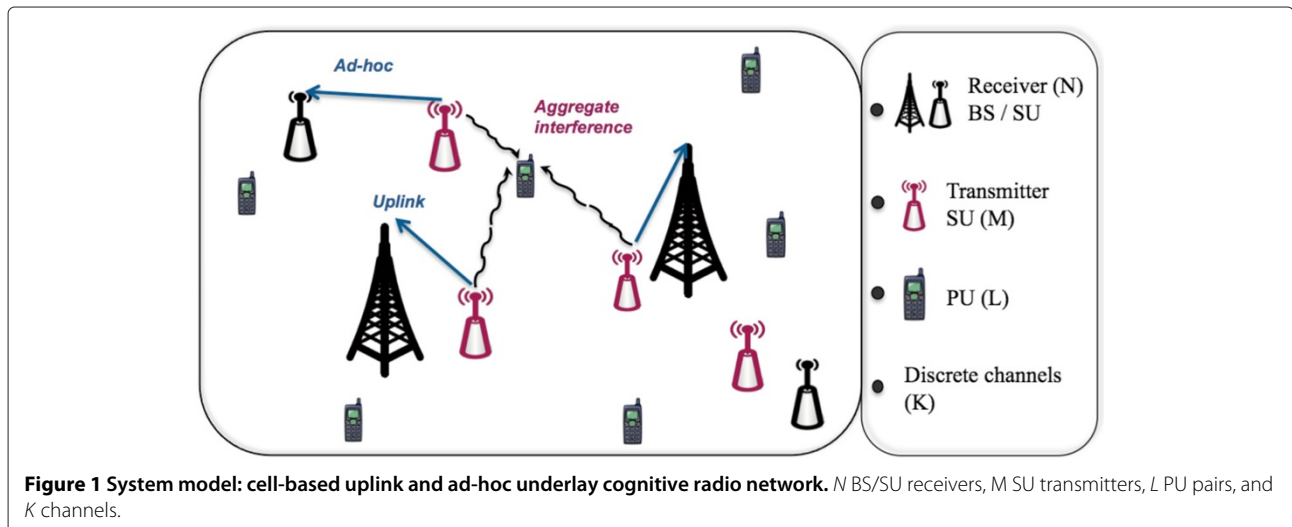 Ad-hoc
Aggregate
interference
Uplink
Receiver (N)
BS / SU
Transmitter
SU (M)
PU (L)
Discrete channels
(K)
Figure 1 System model: cell-based uplink and ad-hoc underlay cognitive radio network. N BS/SU receivers, M SU transmitters, L PU pairs, and
K channels.